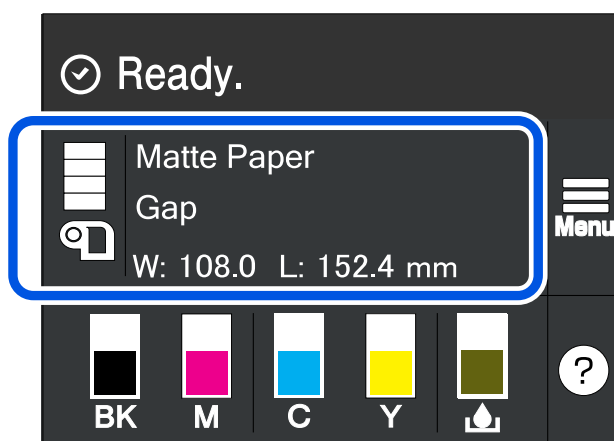 Ready.
Matte Paper
Gap
W: 108.0 L: 152.4 mm
Menu
BK M C Y
?